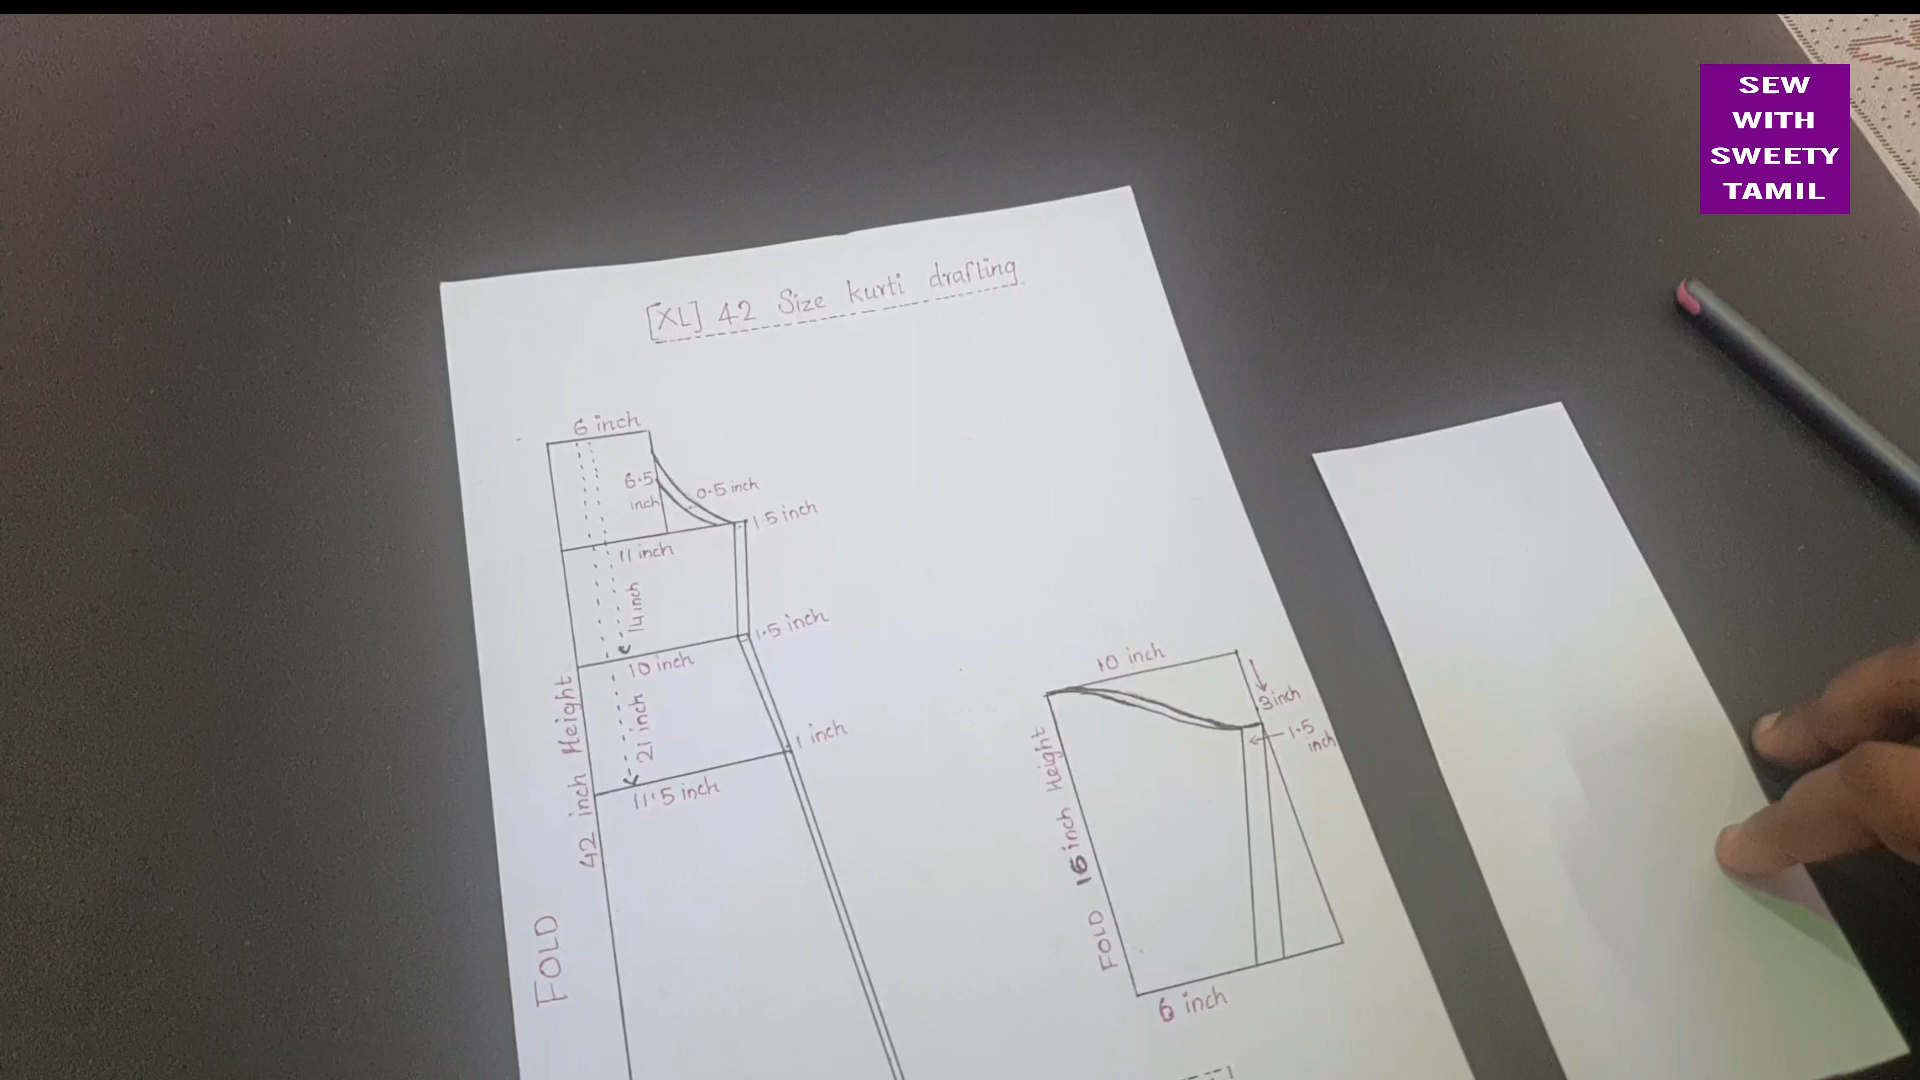 SEW
WITH
SWEETY
TAMIL
[XL] 42 Size kurti drafting
6 inch
6.5
inch
0.5 inch
1.5 inch
11 inch
14 inch
1.5 inch
10 inch
21 inch
1 inch
11.5 inch
42 inch Height
FOLD
10 inch
3 inch
1.5
inch
FOLD 16 inch Height
6 inch